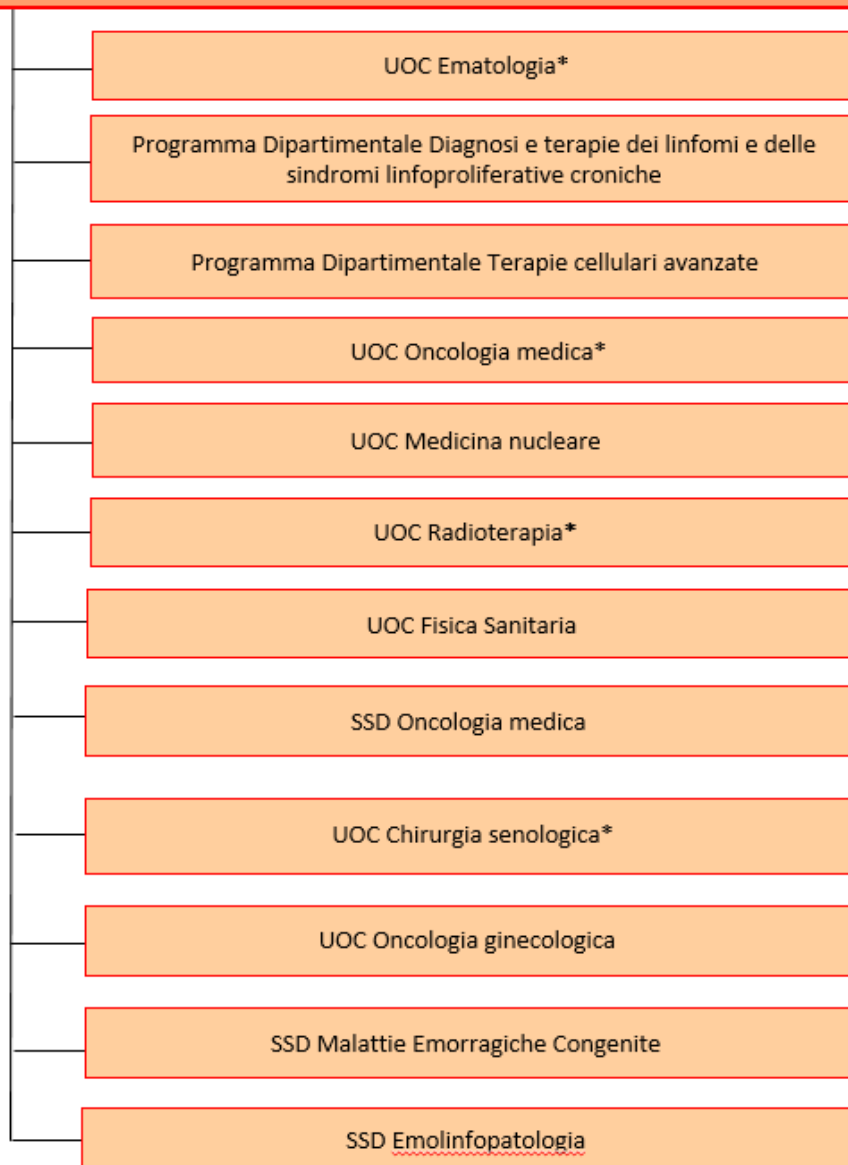 UOC Ematologia*
Programma Dipartimentale Diagnosi e terapie dei linfomi e delle
sindromi linfoproliferative croniche
Programma Dipartimentale Terapie cellulari avanzate
UOC Oncologia medica*
UOC Medicina nucleare
UOC Radioterapia*
UOC Fisica Sanitaria
SSD Oncologia medica
UOC Chirurgia senologica*
UOC Oncologia ginecologica
SSD Malattie Emorragiche Congenite
SSD Emolinfopatologia